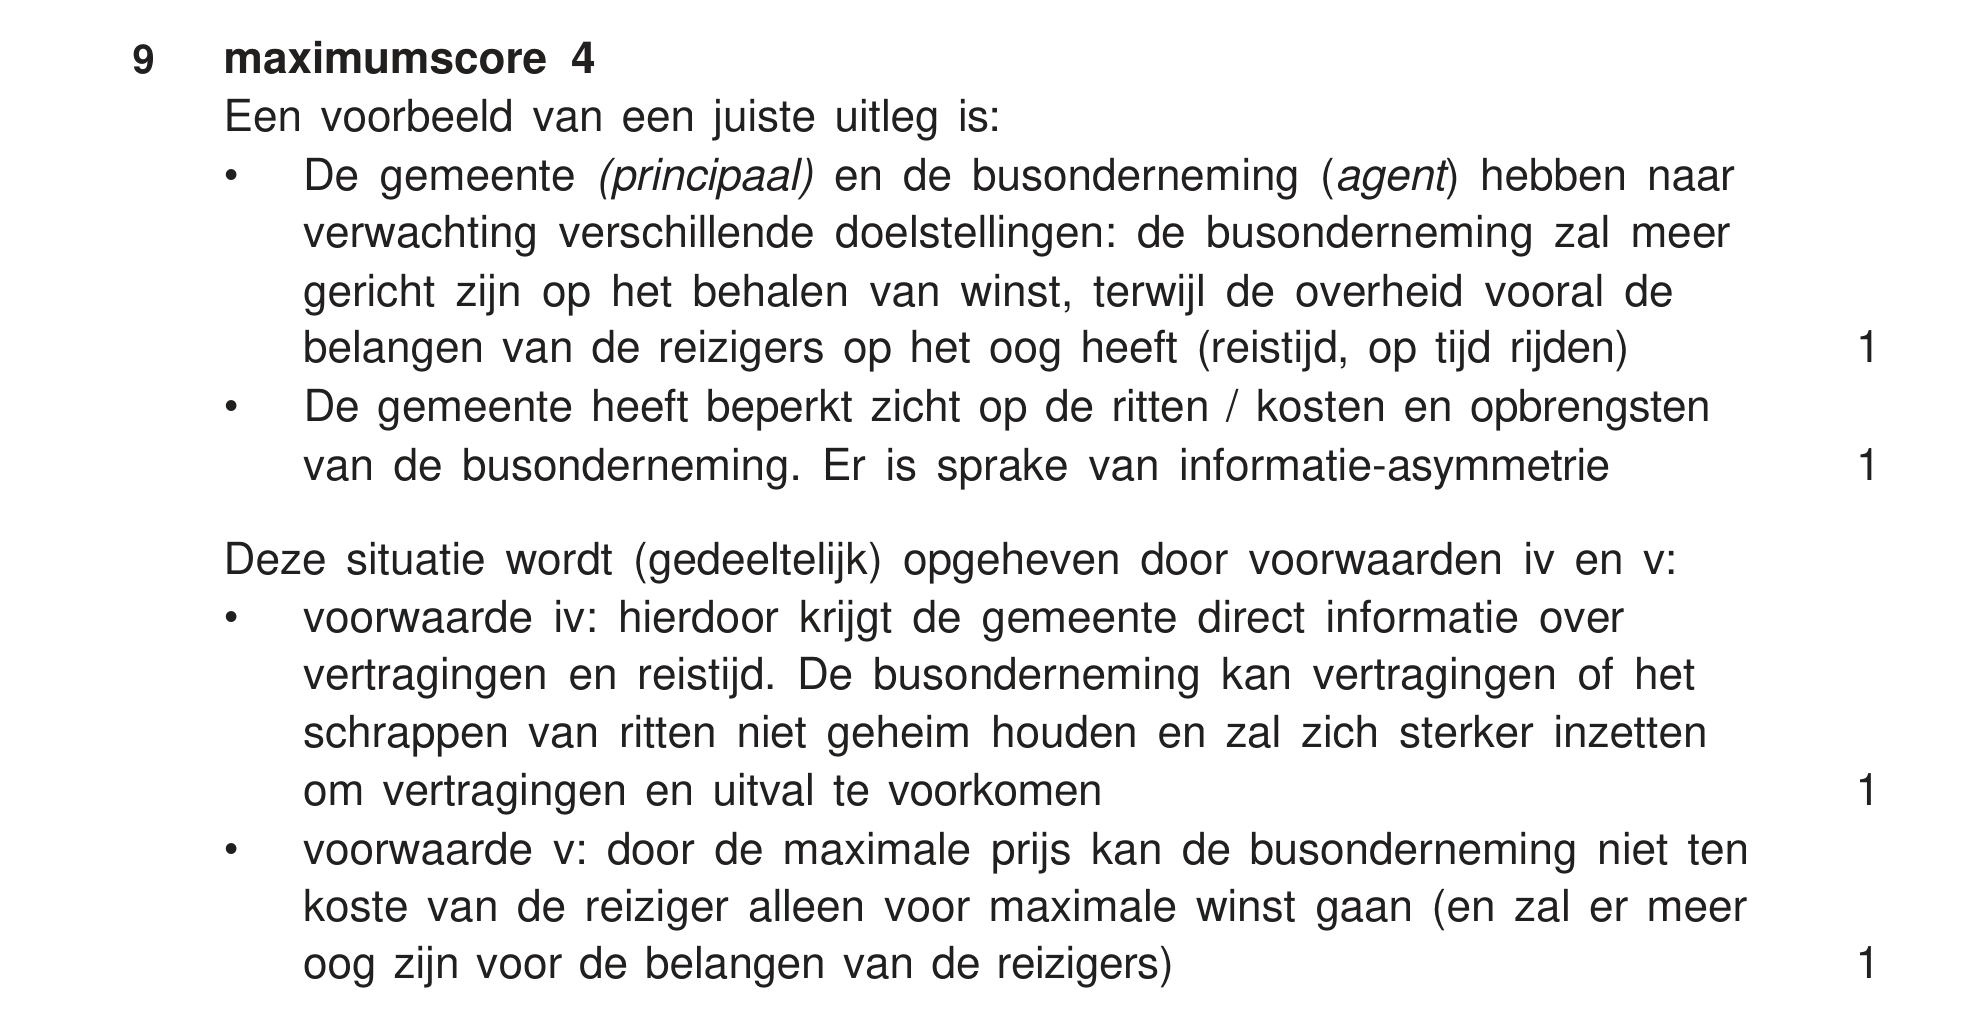 9 maximumscore 4
Een voorbeeld van een juiste uitleg is:
• De gemeente (principaal) en de busonderneming (agent) hebben naar
verwachting verschillende doelstellingen: de busonderneming zal meer
gericht zijn op het behalen van winst, terwijl de overheid vooral de
belangen van de reizigers op het oog heeft (reistijd, op tijd rijden) 1
• De gemeente heeft beperkt zicht op de ritten / kosten en opbrengsten
van de busonderneming. Er is sprake van informatie-asymmetrie 1
Deze situatie wordt (gedeeltelijk) opgeheven door voorwaarden iv en v:
• voorwaarde iv: hierdoor krijgt de gemeente direct informatie over
vertragingen en reistijd. De busonderneming kan vertragingen of het
schrappen van ritten niet geheim houden en zal zich sterker inzetten
om vertragingen en uitval te voorkomen 1
• voorwaarde v: door de maximale prijs kan de busonderneming niet ten
koste van de reiziger alleen voor maximale winst gaan (en zal er meer
oog zijn voor de belangen van de reizigers) 1